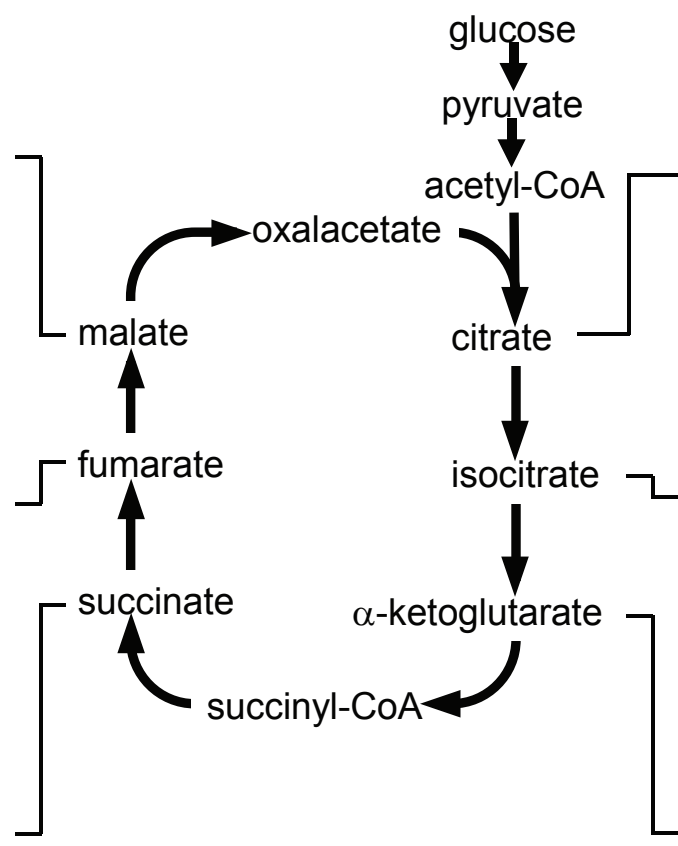 glucose
pyruvate
acetyl-CoA
oxalacetate
malate
citrate
fumarate
isocitrate
succinate
α-ketoglutarate
succinyl-CoA